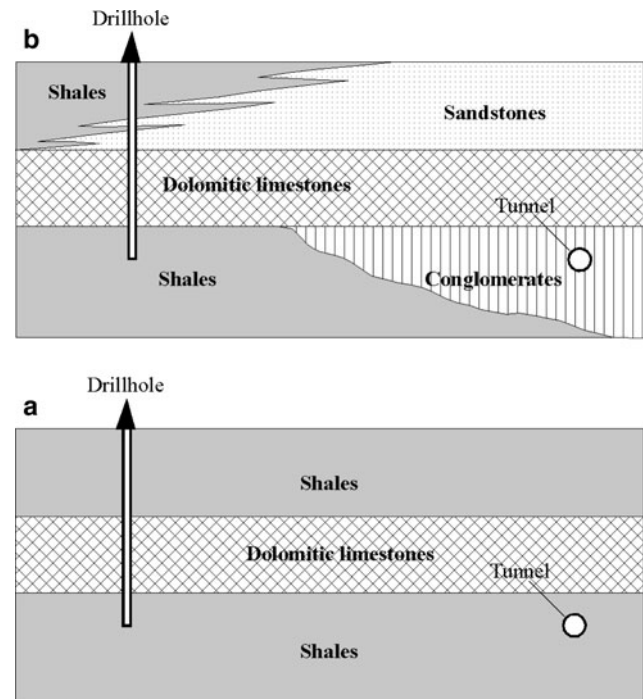 Drillhole
b
Shales
Sandstones
Dolomitic limestones
Tunnel
Shales
Conglomerates
Drillhole
a
Shales
Dolomitic limestones
Tunnel
Shales